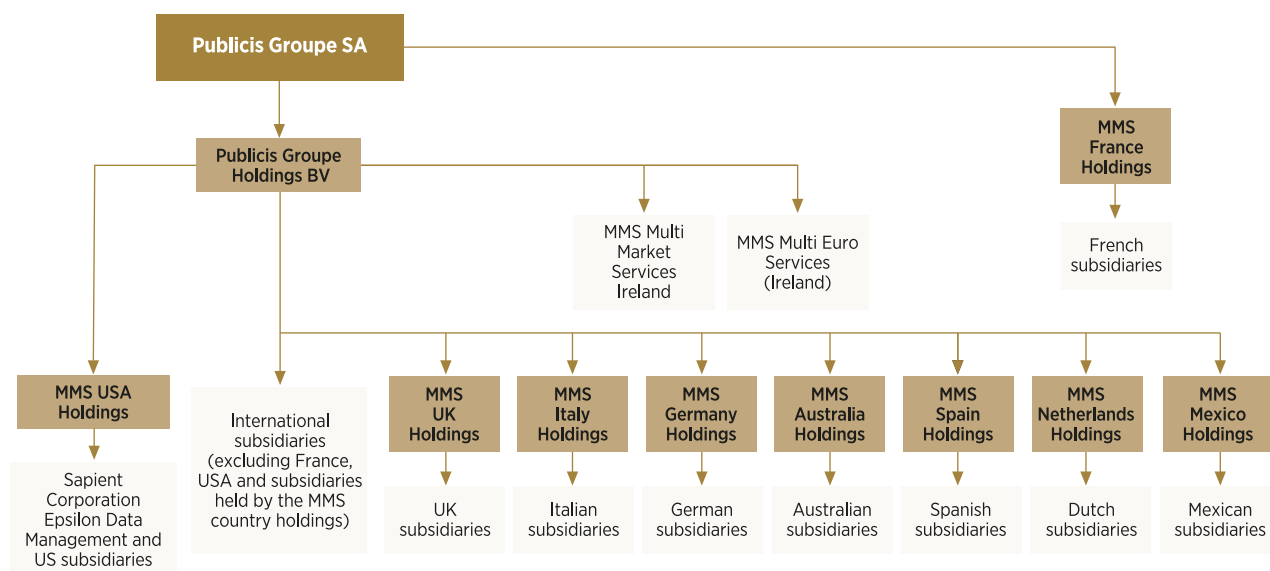 Publicis Groupe SA
MMS
France
Holdings
Publicis Groupe
Holdings BV
MMS Multi
Market
Services
Ireland
MMS Multi Euro
Services
(Ireland)
French
subsidiaries
MMS USA
Holdings
International
subsidiaries
(excluding France,
USA and subsidiaries
held by the MMS
country holdings)
MMS
UK
Holdings
MMS
Italy
Holdings
MMS
Germany
Holdings
MMS
Australia
Holdings
MMS
Spain
Holdings
MMS
Netherlands
Holdings
MMS
Mexico
Holdings
Sapient
Corporation
Epsilon Data
Management and
US subsidiaries
UK
subsidiaries
Italian
subsidiaries
German
subsidiaries
Australian
subsidiaries
Spanish
subsidiaries
Dutch
subsidiaries
Mexican
subsidiaries